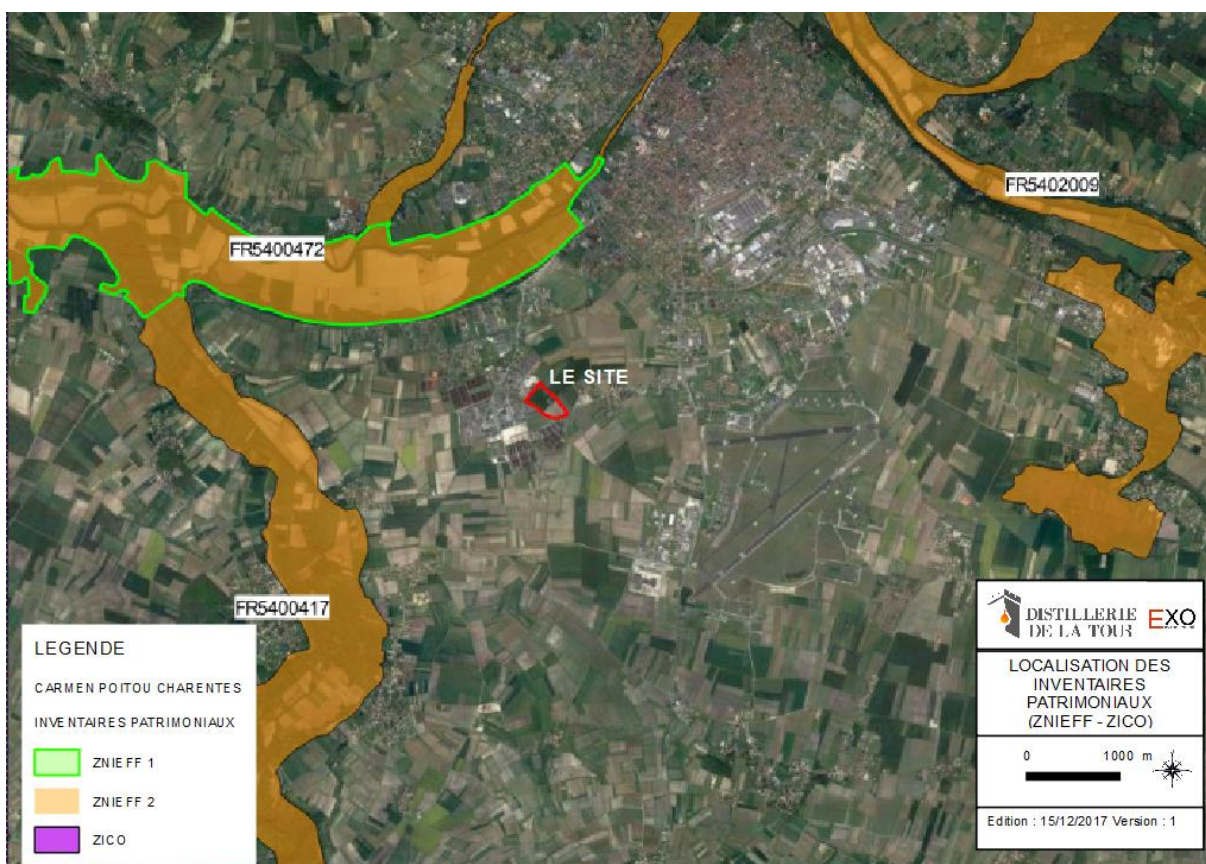 FR5402009
FR5400472
LE SITE
FR5400417
LEGENDE
CARMEN POITOU CHARENTES
INVENTAIRES PATRIMONIAUX
ZNIEFF 1
ZNIEFF 2
ZICO
DISTILLERIE
DE LA TOUR
EXO
LOCALISATION DES
INVENTAIRES
PATRIMONIAUX
(ZNIEFF - ZICO)
0 1000 m
Edition : 15/12/2017 Version : 1